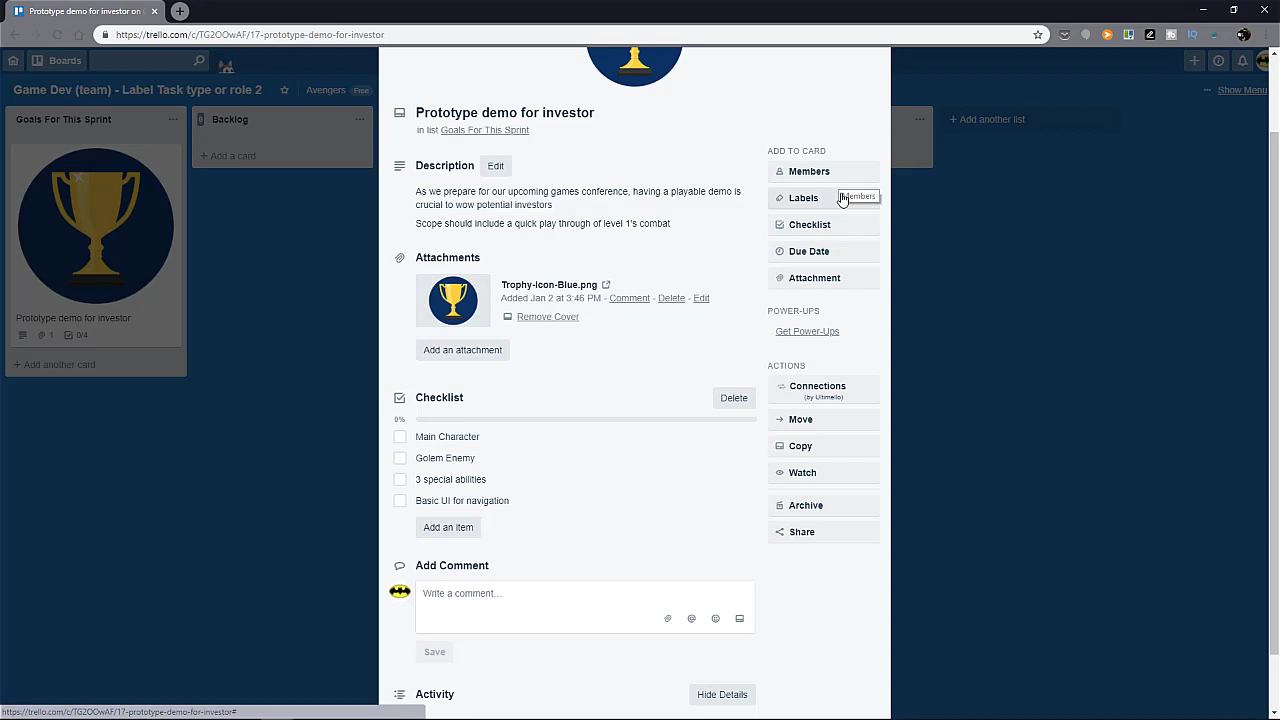 Prototype demo for investor on
https://trello.com/c/TG2OOwAF/17-prototype-demo-for-investor
Boards
Game Dev (team) - Label Task type or role 2
Avengers
Free
Show Menu
Goals For This Sprint
Prototype demo for investor
1
0/4
+ Add another card
Backlog
+ Add a card
+ Add another list
Prototype demo for investor
in list Goals For This Sprint
Description
Edit
As we prepare for our upcoming games conference, having a playable demo is
crucial to wow potential investors
Scope should include a quick play through of level 1's combat
Attachments
Trophy-Icon-Blue.png
Added Jan 2 at 3:46 PM - Comment - Delete - Edit
Remove Cover
Add an attachment
Checklist
Delete
0%
Main Character
Golem Enemy
3 special abilities
Basic UI for navigation
Add an item
Add Comment
Write a comment...
Save
Activity
Hide Details
ADD TO CARD
Members
Labels
Checklist
Due Date
Attachment
POWER-UPS
Get Power-Ups
ACTIONS
Connections
(by Ultimello)
Move
Copy
Watch
Archive
Share
https://trello.com/c/TG2OOwAF/17-prototype-demo-for-investor#